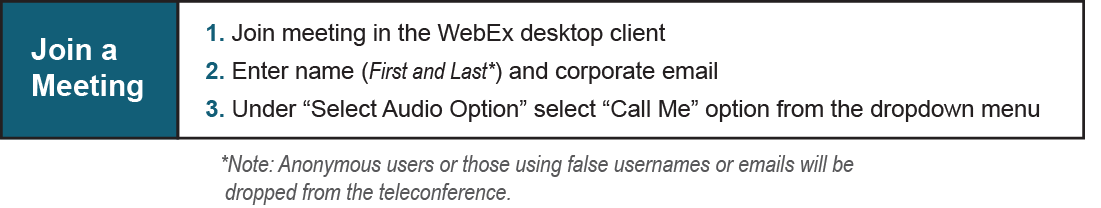 Join a
Meeting
1. Join meeting in the WebEx desktop client
2. Enter name (First and Last*) and corporate email
3. Under “Select Audio Option” select “Call Me” option from the dropdown menu
*Note: Anonymous users or those using false usernames or emails will be
dropped from the teleconference.